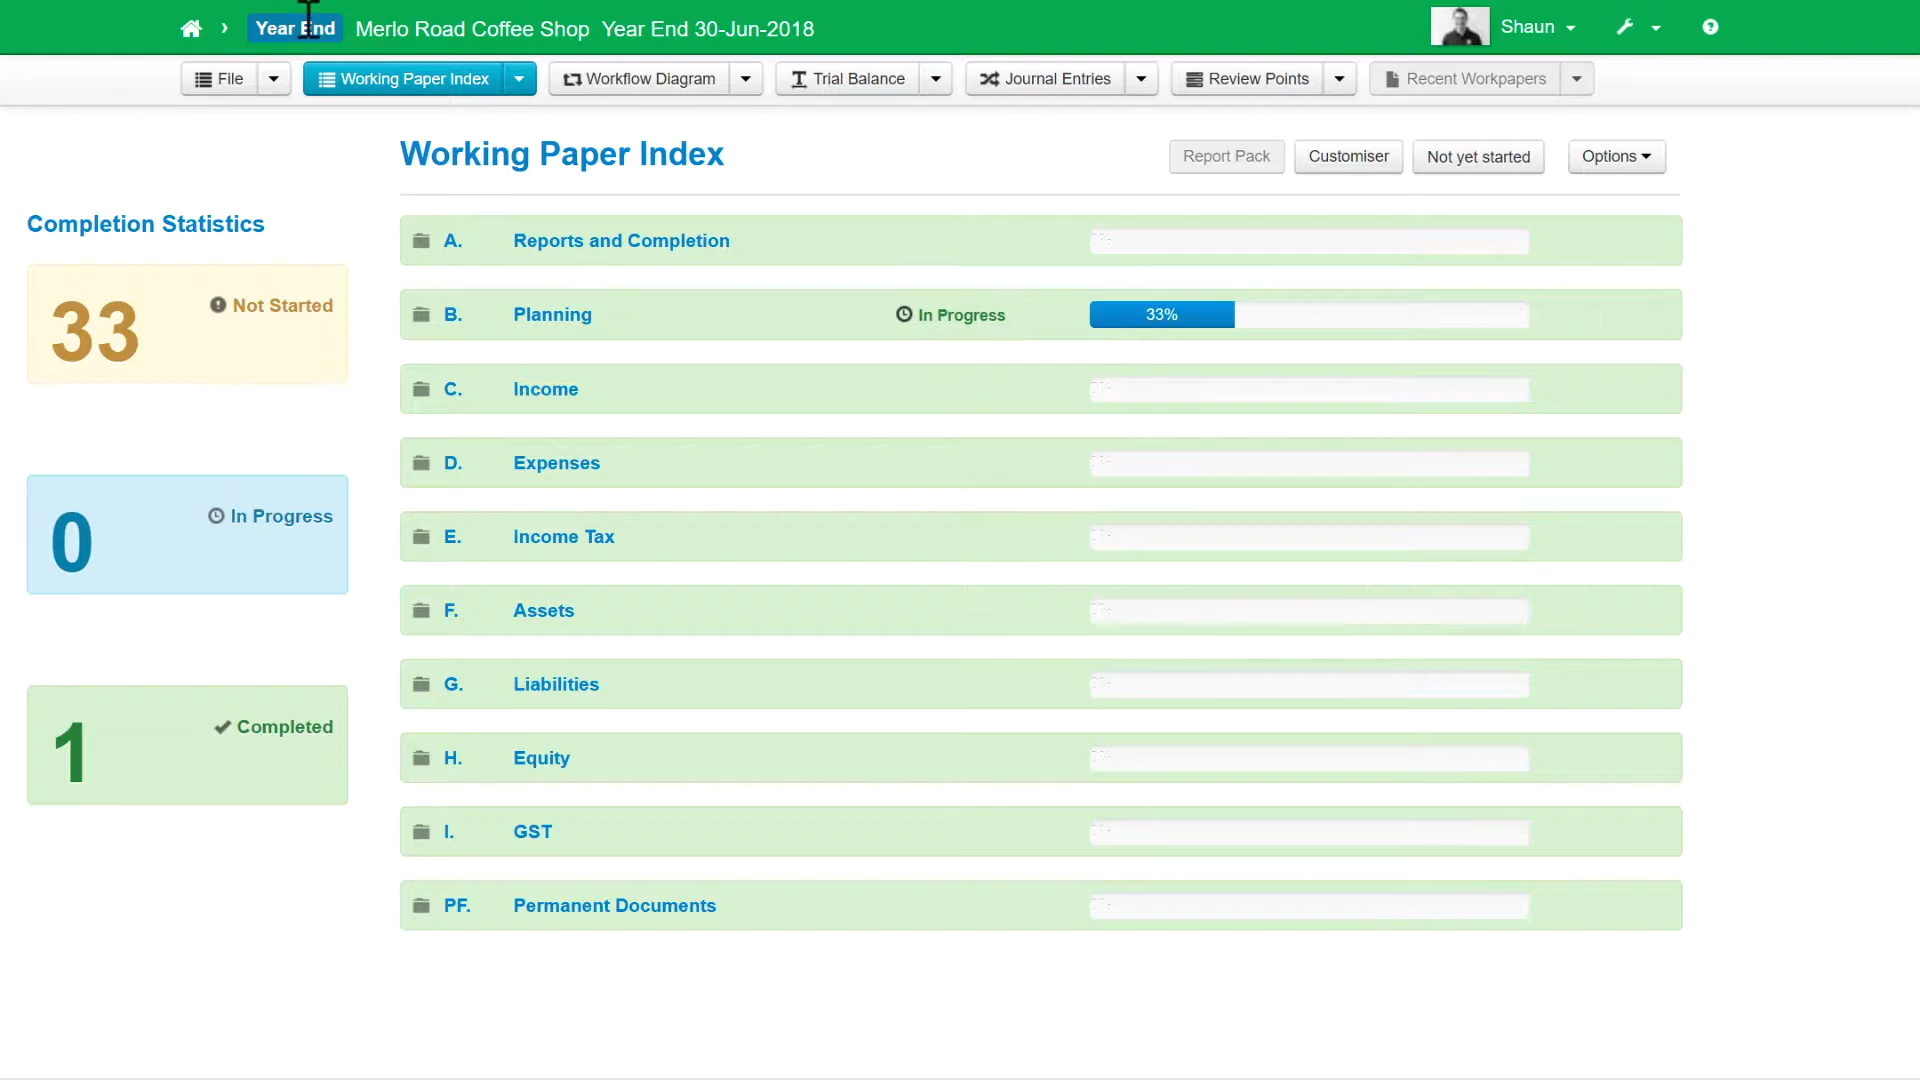 Year End Merlo Road Coffee Shop Year End 30-Jun-2018 Shaun
File Working Paper Index Workflow Diagram Trial Balance Journal Entries Review Points Recent Workpapers
Working Paper Index
Report Pack Customiser Not yet started Options
Completion Statistics
33 Not Started
0 In Progress
1 Completed
A. Reports and Completion
B. Planning In Progress 33%
C. Income
D. Expenses
E. Income Tax
F. Assets
G. Liabilities
H. Equity
I. GST
PF. Permanent Documents